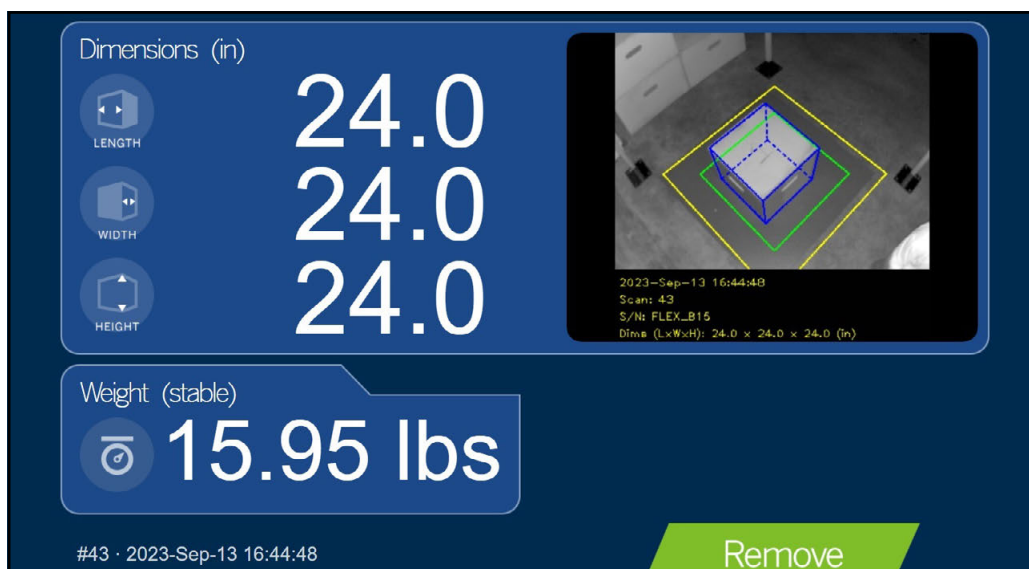 Dimensions (in)
LENGTH
24.0
WIDTH
24.0
HEIGHT
24.0
2023-Sep-13 16:44:48
Scan: 43
S/N: FLEX_B15
Dims (LxWxH): 24.0 x 24.0 x 24.0 (in)
Weight (stable)
15.95 lbs
#43 · 2023-Sep-13 16:44:48
Remove